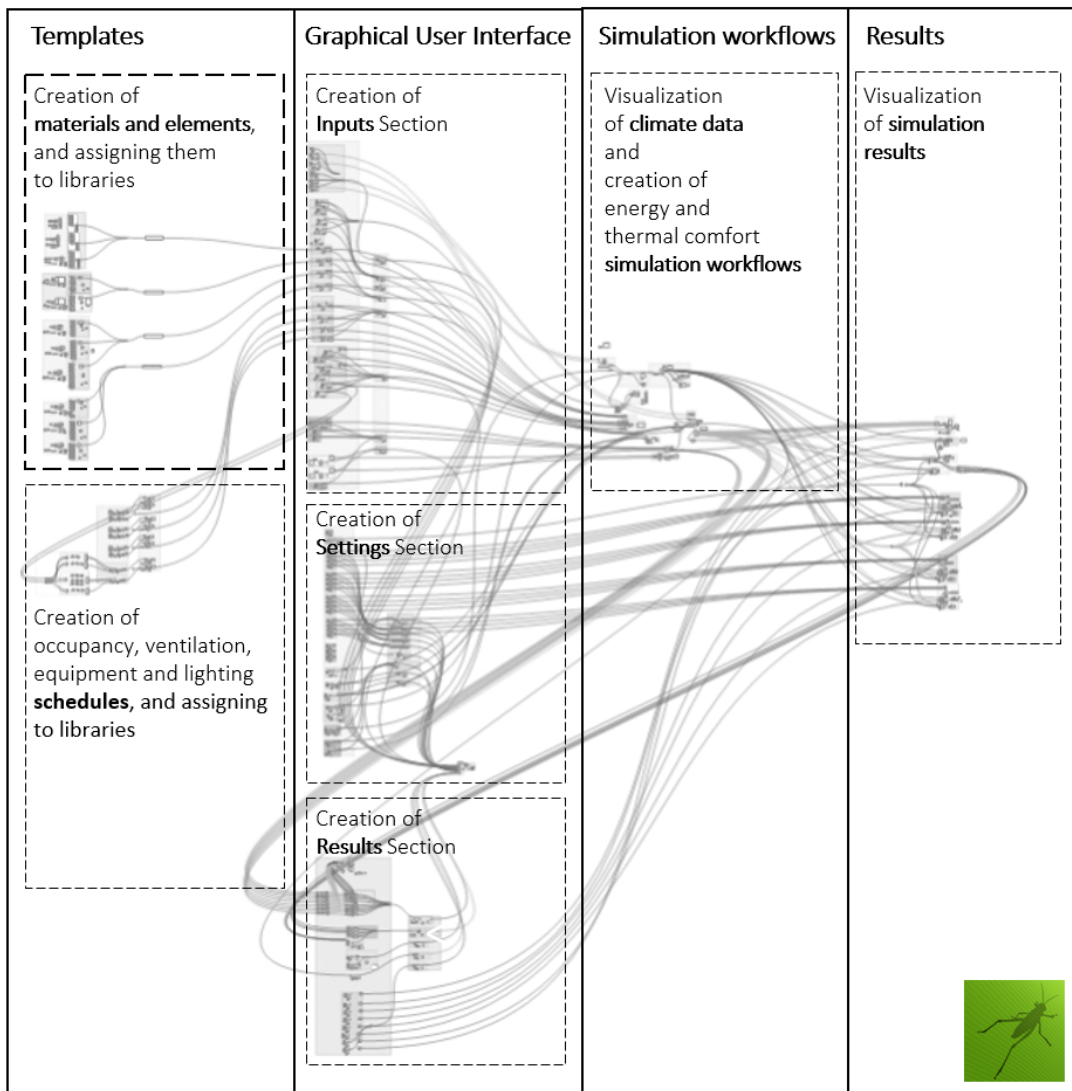 Templates
Creation of
materials and elements,
and assigning them
to libraries
Creation of
occupancy, ventilation,
equipment and lighting
schedules, and assigning
to libraries
Graphical User Interface
Creation of
Inputs Section
Creation of
Settings Section
Creation of
Results Section
Simulation workflows
Visualization
of climate data
and
creation of
energy and
thermal comfort
simulation workflows
Results
Visualization
of simulation
results